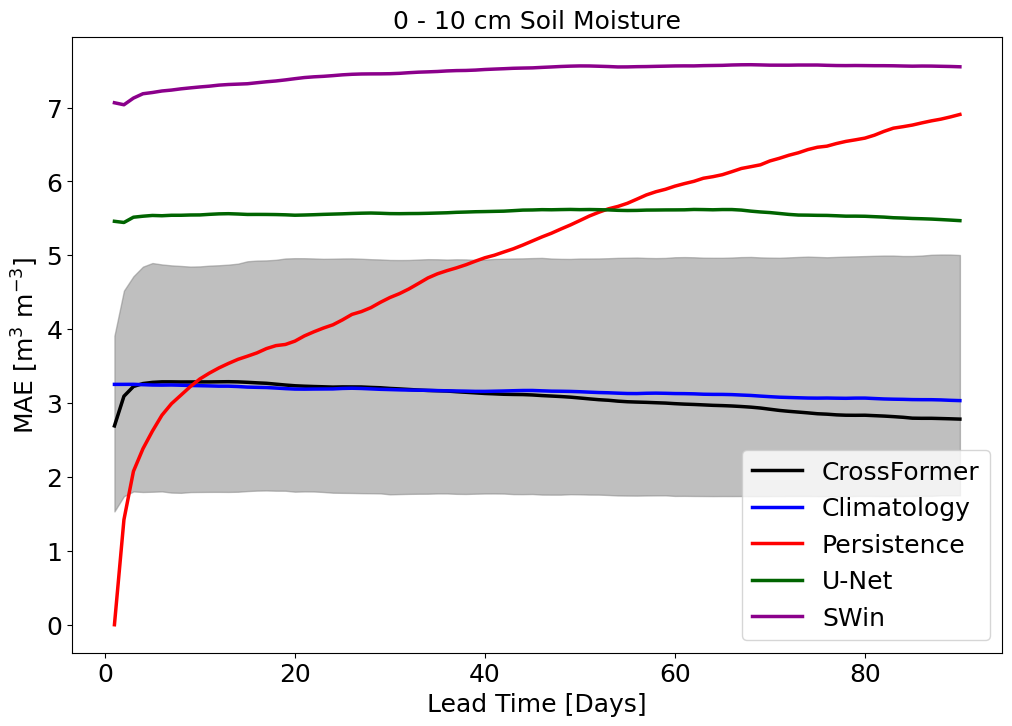 0 - 10 cm Soil Moisture
MAE [m³ m⁻³]
7
6
5
4
3
2
1
0
0 20 40 60 80
Lead Time [Days]
CrossFormer
Climatology
Persistence
U-Net
SWin